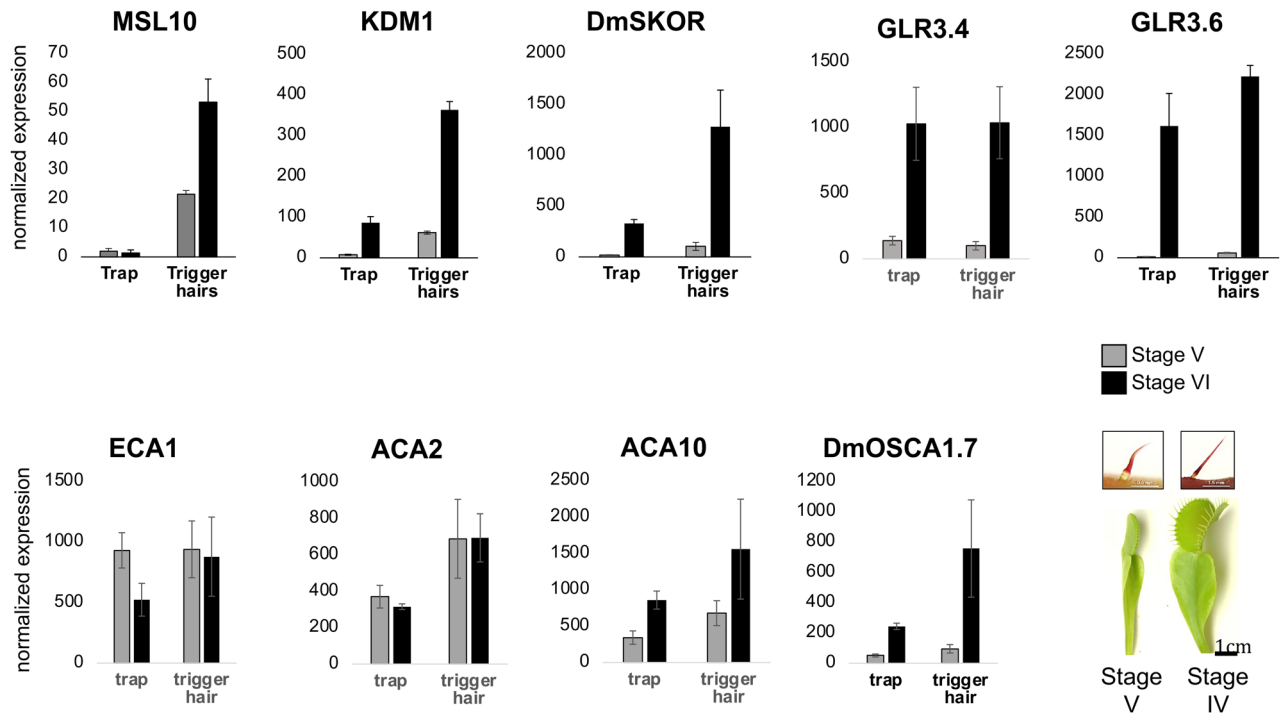 MSL10
KDM1
DmSKOR
GLR3.4
GLR3.6
normalized expression
70
60
50
40
30
20
10
0
Trap
Trigger
hairs
500
400
300
200
100
0
Trap
Trigger
hairs
2000
1500
1000
500
0
Trap
Trigger
hairs
1500
1000
500
0
trap
trigger
hair
2500
2000
1500
1000
500
0
Trap
Trigger
hairs
Stage V
Stage VI
ECA1
ACA2
ACA10
DmOSCA1.7
normalized expression
1500
1000
500
0
trap
trigger
hair
1000
800
600
400
200
0
trap
trigger
hair
2500
2000
1500
1000
500
0
trap
trigger
hair
1200
1000
800
600
400
200
0
trap
trigger
hair
1cm
Stage
V
Stage
IV